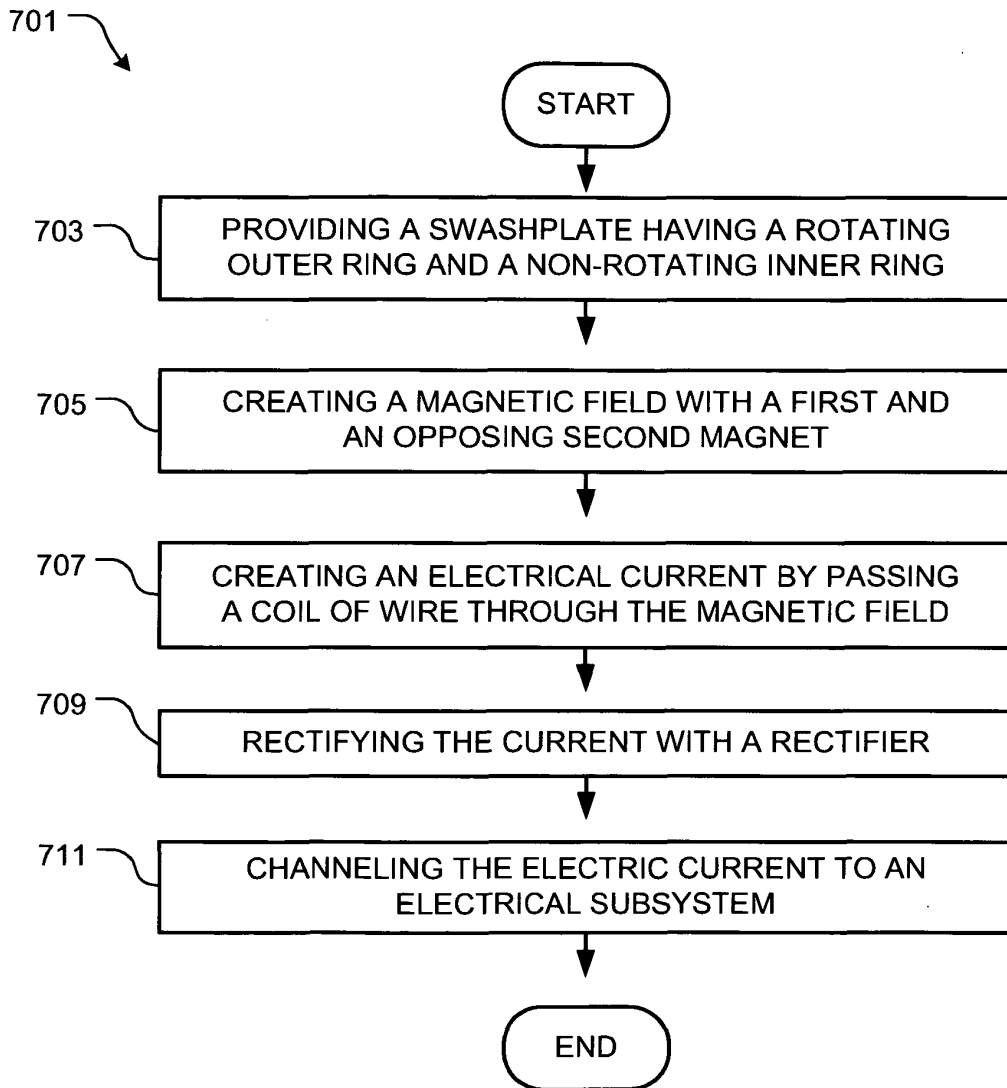 701
START
703
PROVIDING A SWASHPLATE HAVING A ROTATING
OUTER RING AND A NON-ROTATING INNER RING
705
CREATING A MAGNETIC FIELD WITH A FIRST AND
AN OPPOSING SECOND MAGNET
707
CREATING AN ELECTRICAL CURRENT BY PASSING
A COIL OF WIRE THROUGH THE MAGNETIC FIELD
709
RECTIFYING THE CURRENT WITH A RECTIFIER
711
CHANNELING THE ELECTRIC CURRENT TO AN
ELECTRICAL SUBSYSTEM
END